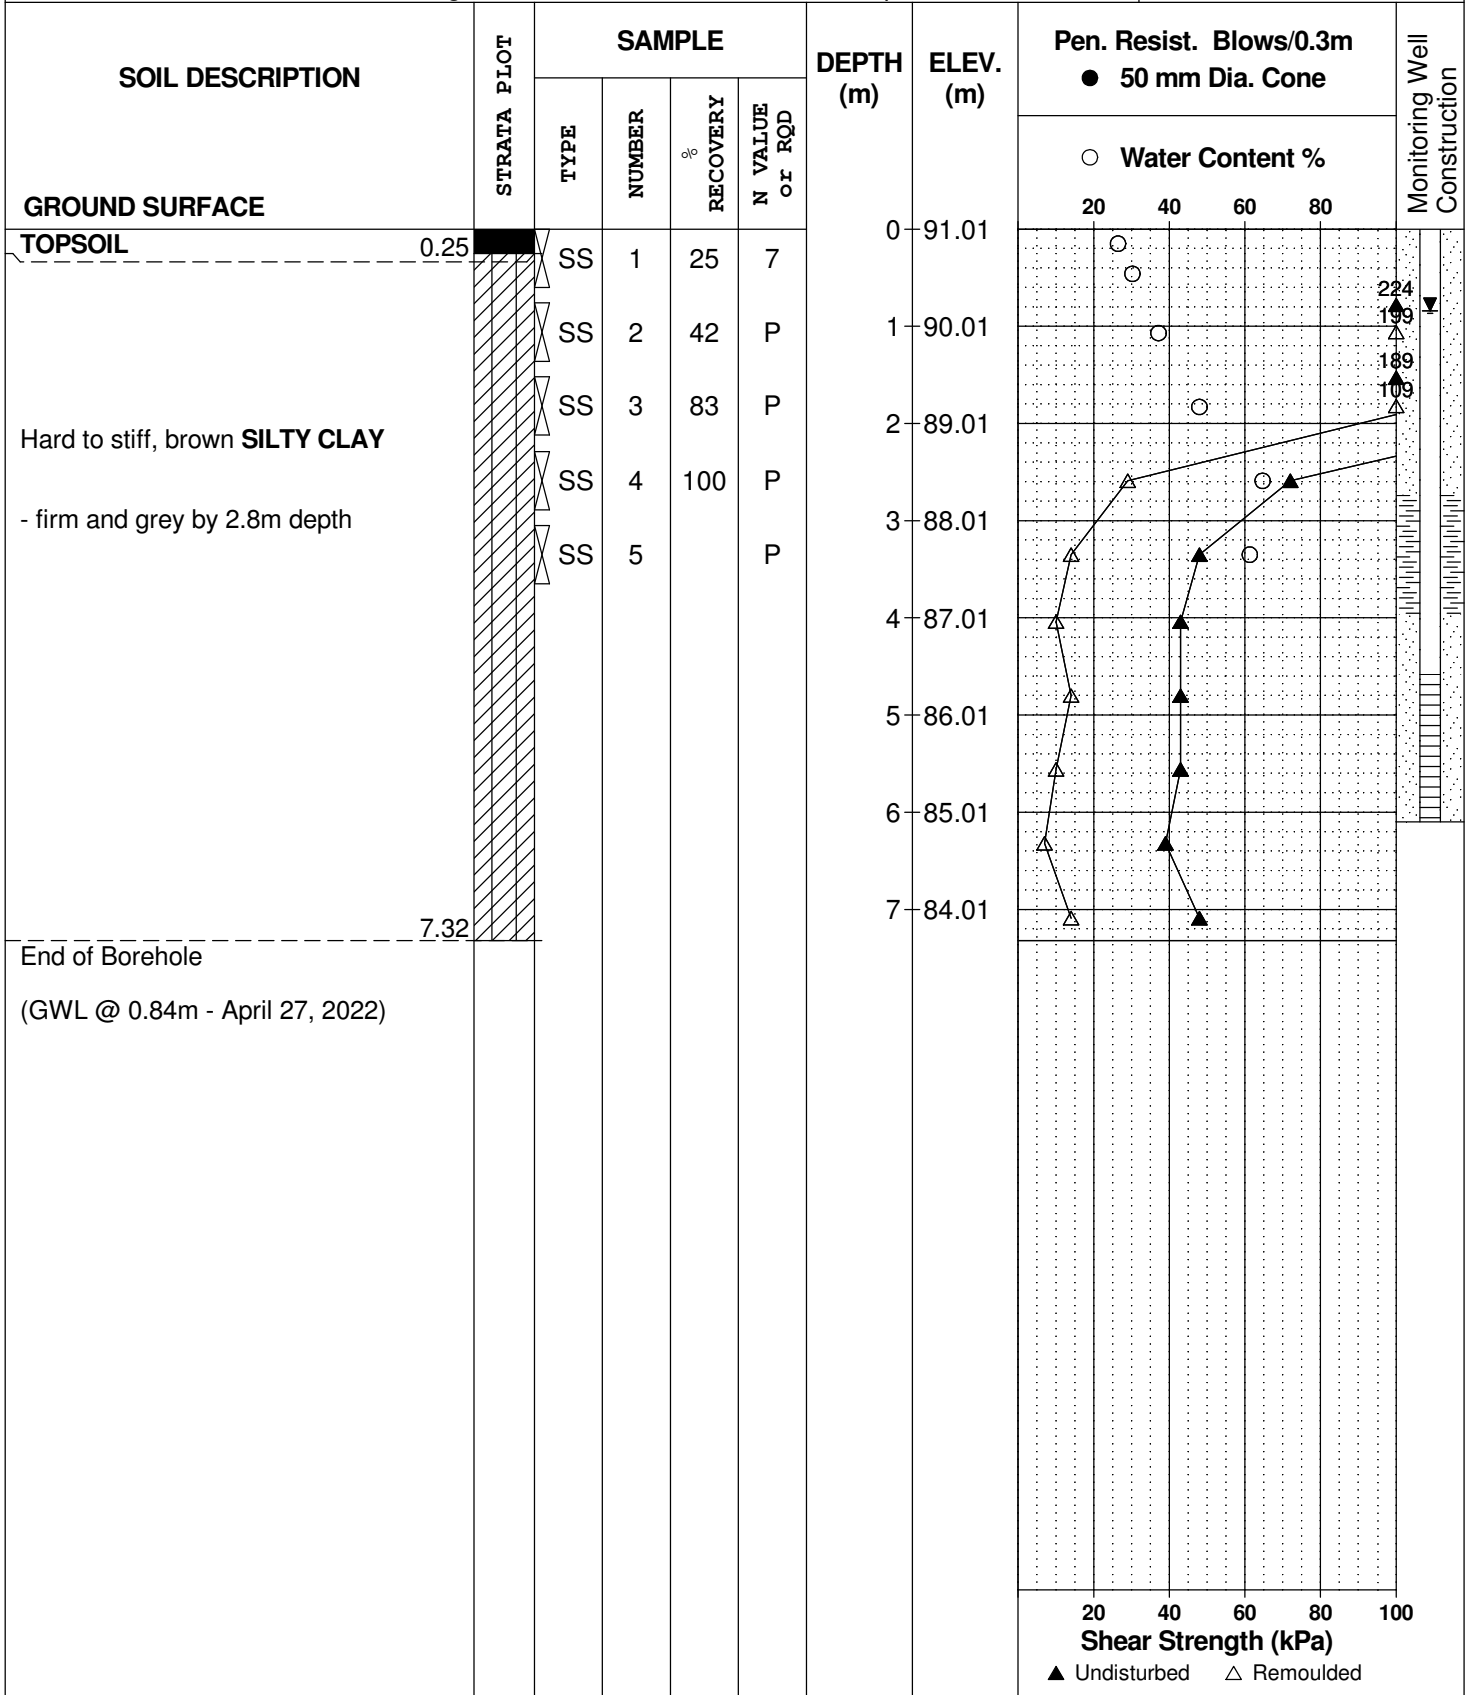 SOIL DESCRIPTION
GROUND SURFACE
STRATA PLOT
SAMPLE
TYPE
NUMBER
% RECOVERY
N VALUE
or RQD
DEPTH
(m)
ELEV.
(m)
Pen. Resist. Blows/0.3m
● 50 mm Dia. Cone
○ Water Content %
20 40 60 80
Monitoring Well
Construction
TOPSOIL 0.25
SS 1 25 7
SS 2 42 P
SS 3 83 P
SS 4 100 P
SS 5 P
Hard to stiff, brown SILTY CLAY
- firm and grey by 2.8m depth
7.32
End of Borehole
(GWL @ 0.84m - April 27, 2022)
0 91.01
1 90.01
2 89.01
3 88.01
4 87.01
5 86.01
6 85.01
7 84.01
224
199
189
109
20 40 60 80 100
Shear Strength (kPa)
▲ Undisturbed △ Remoulded